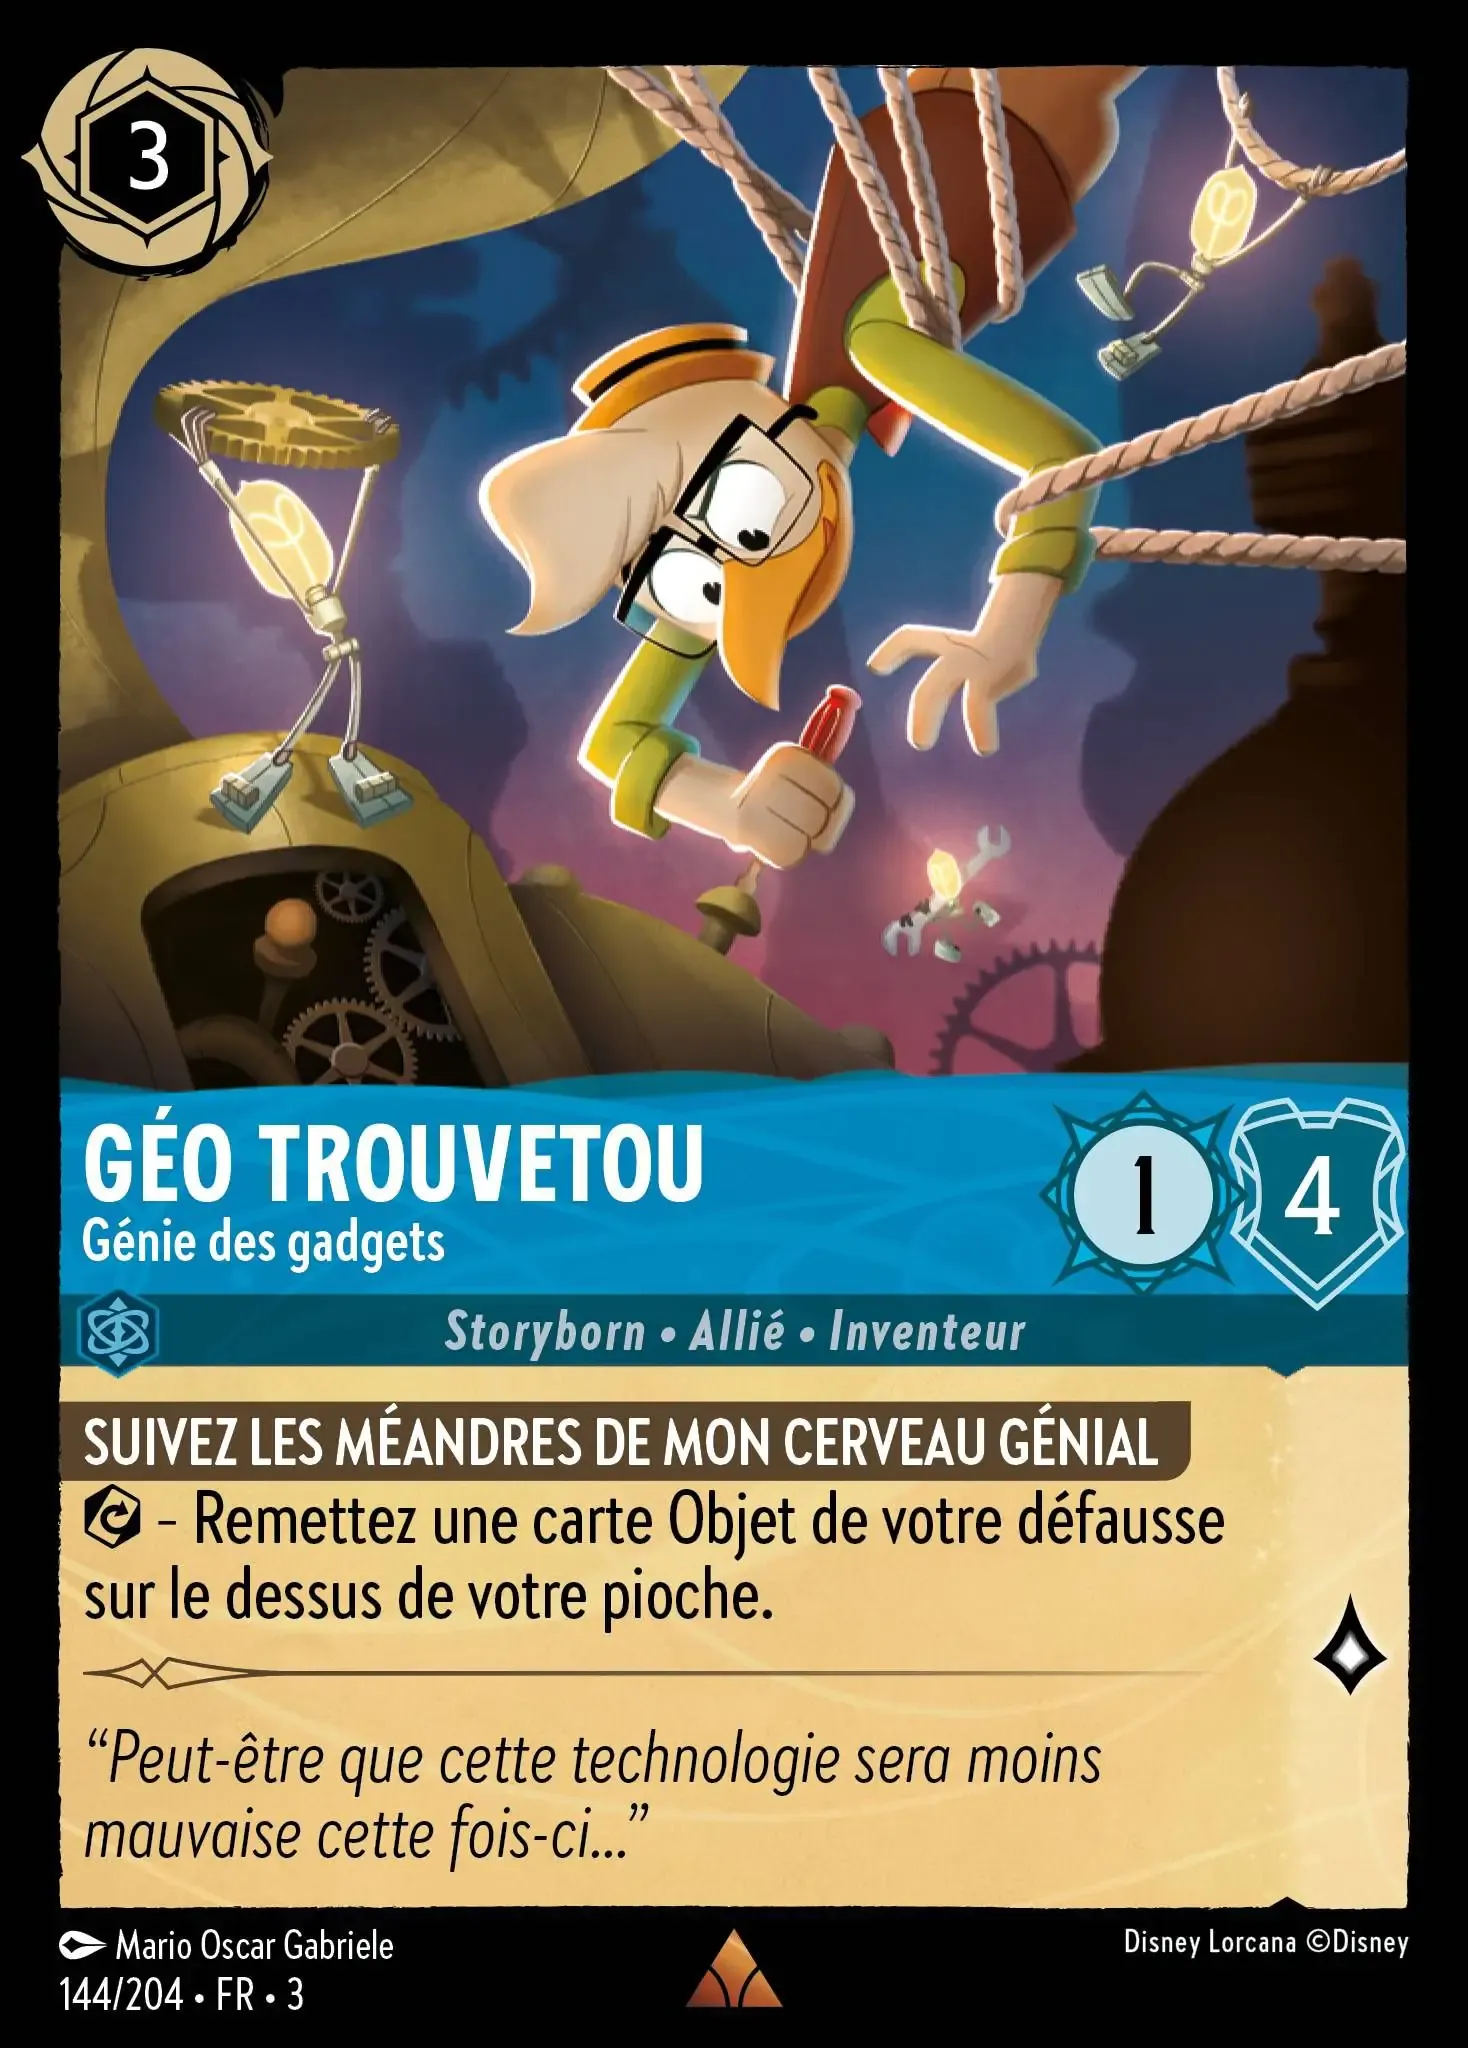 3
GÉO TROUVETOU
Génie des gadgets
1
4
Storyborn • Allié • Inventeur
SUIVEZ LES MÉANDRES DE MON CERVEAU GÉNIAL
– Remettez une carte Objet de votre défausse
sur le dessus de votre pioche.
“Peut-être que cette technologie sera moins
mauvaise cette fois-ci...”
Mario Oscar Gabriele
Disney Lorcana ©Disney
144/204 • FR • 3